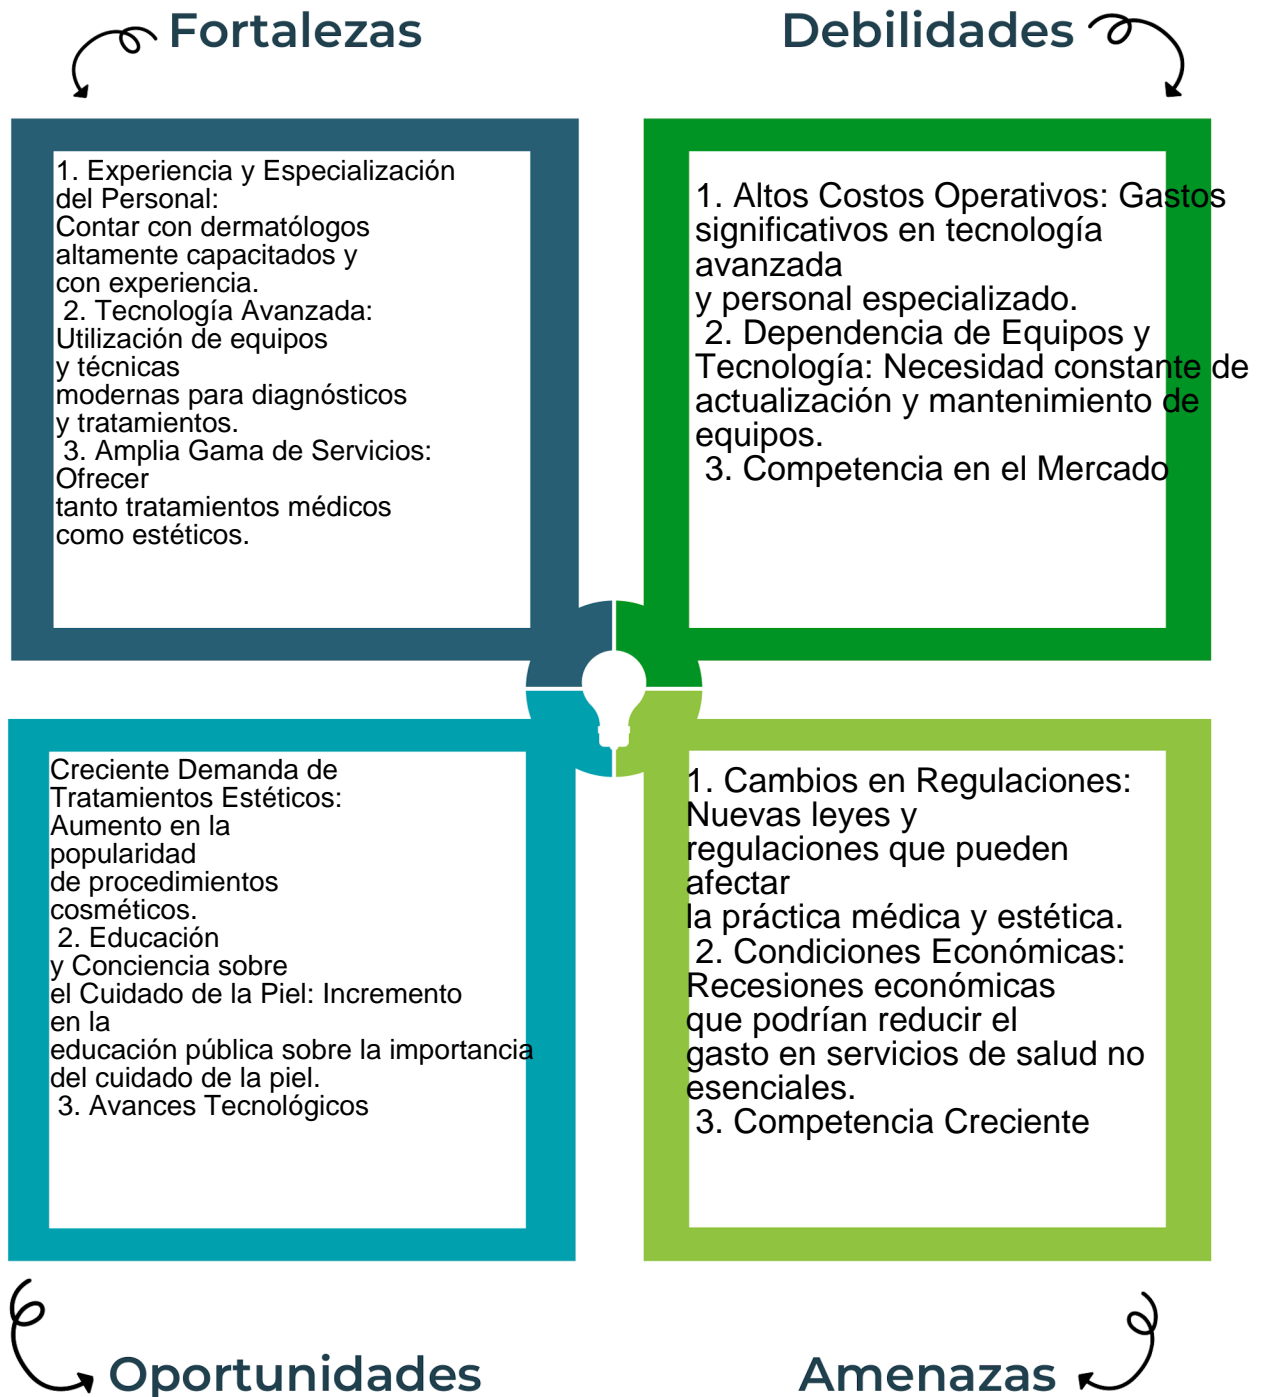 Fortalezas
1. Experiencia y Especialización
del Personal:
Contar con dermatólogos
altamente capacitados y
con experiencia.
2. Tecnología Avanzada:
Utilización de equipos
y técnicas
modernas para diagnósticos
y tratamientos.
3. Amplia Gama de Servicios:
Ofrecer
tanto tratamientos médicos
como estéticos.
Debilidades
1. Altos Costos Operativos: Gastos
significativos en tecnología
avanzada
y personal especializado.
2. Dependencia de Equipos y
Tecnología: Necesidad constante de
actualización y mantenimiento de
equipos.
3. Competencia en el Mercado
Creciente Demanda de
Tratamientos Estéticos:
Aumento en la
popularidad
de procedimientos
cosméticos.
2. Educación
y Conciencia sobre
el Cuidado de la Piel: Incremento
en la
educación pública sobre la importancia
del cuidado de la piel.
3. Avances Tecnológicos
Oportunidades
1. Cambios en Regulaciones:
Nuevas leyes y
regulaciones que pueden
afectar
la práctica médica y estética.
2. Condiciones Económicas:
Recesiones económicas
que podrían reducir el
gasto en servicios de salud no
esenciales.
3. Competencia Creciente
Amenazas